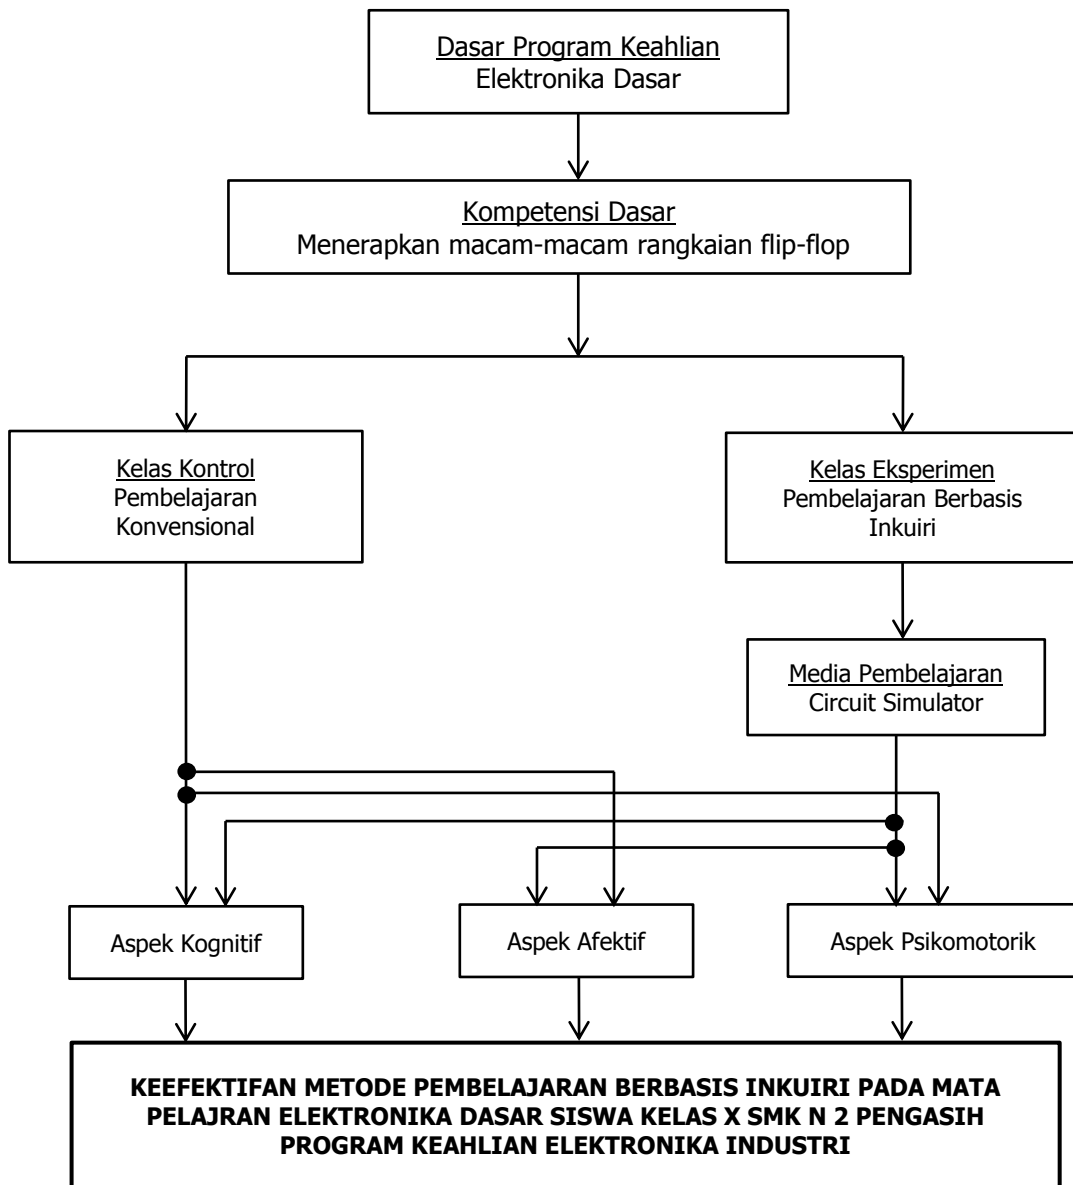 Dasar Program Keahlian
Elektronika Dasar
Kompetensi Dasar
Menerapkan macam-macam rangkaian flip-flop
Kelas Kontrol
Pembelajaran
Konvensional
Kelas Eksperimen
Pembelajaran Berbasis
Inkuiri
Media Pembelajaran
Circuit Simulator
Aspek Kognitif
Aspek Afektif
Aspek Psikomotorik
KEEFEKTIFAN METODE PEMBELAJARAN BERBASIS INKUIRI PADA MATA
PELAJRAN ELEKTRONIKA DASAR SISWA KELAS X SMK N 2 PENGASIH
PROGRAM KEAHLIAN ELEKTRONIKA INDUSTRI